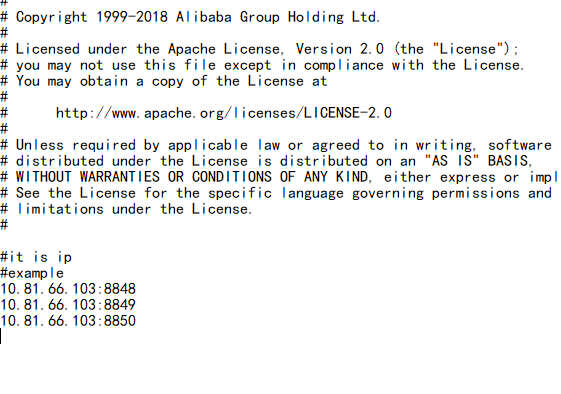 #
# Copyright 1999-2018 Alibaba Group Holding Ltd.
#
# Licensed under the Apache License, Version 2.0 (the "License");
# you may not use this file except in compliance with the License.
# You may obtain a copy of the License at
#
#      http://www.apache.org/licenses/LICENSE-2.0
#
# Unless required by applicable law or agreed to in writing, software
# distributed under the License is distributed on an "AS IS" BASIS,
# WITHOUT WARRANTIES OR CONDITIONS OF ANY KIND, either express or impl
# See the License for the specific language governing permissions and
# limitations under the License.
#

#it is ip
#example
10.81.66.103:8848
10.81.66.103:8849
10.81.66.103:8850